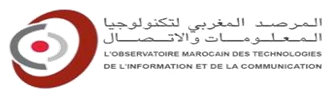 المرصد المغربي لتكنولوجيا
المعلومات والاتصال
L'OBSERVATOIRE MAROCAIN DES TECHNOLOGIES
DE L'INFORMATION ET DE LA COMMUNICATION